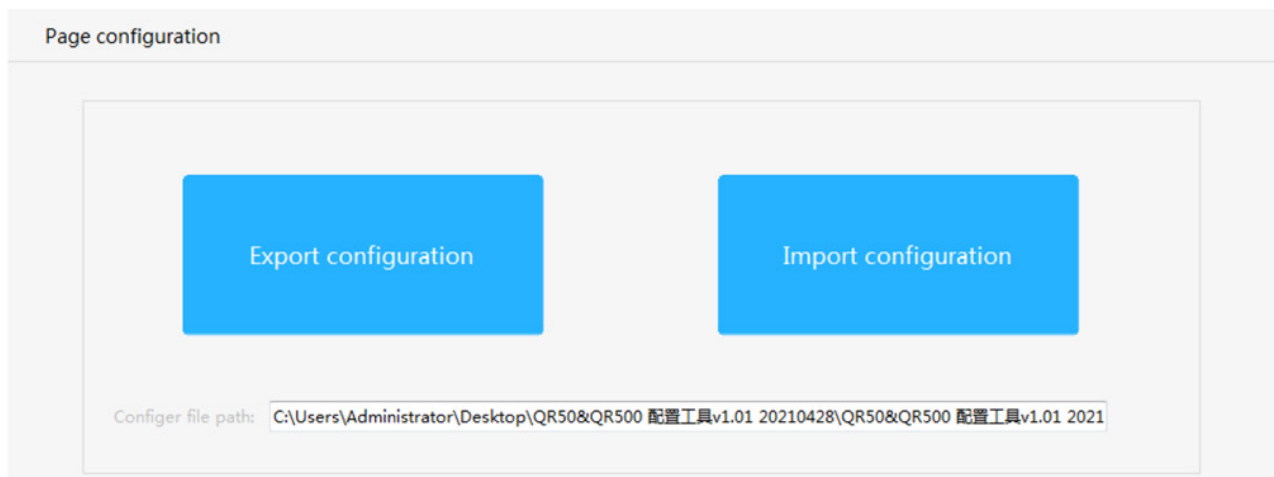 Page configuration
Export configuration
Import configuration
Configer file path: C:\Users\Administrator\Desktop\QR50&QR500 配置工具v1.01 20210428\QR50&QR500 配置工具v1.01 2021